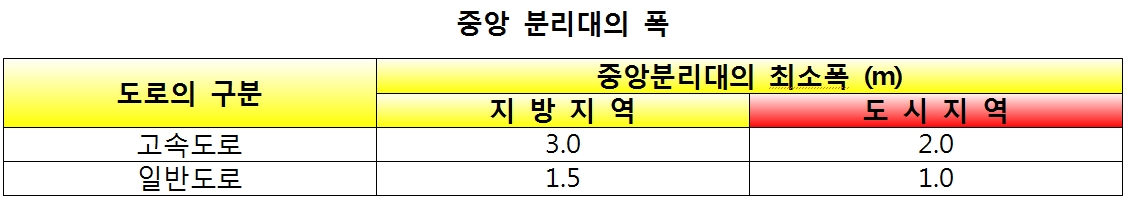 중앙 분리대의 폭
도로의 구분
중앙분리대의 최소폭 (m)
지 방 지 역 도 시 지 역
고속도로 3.0 2.0
일반도로 1.5 1.0